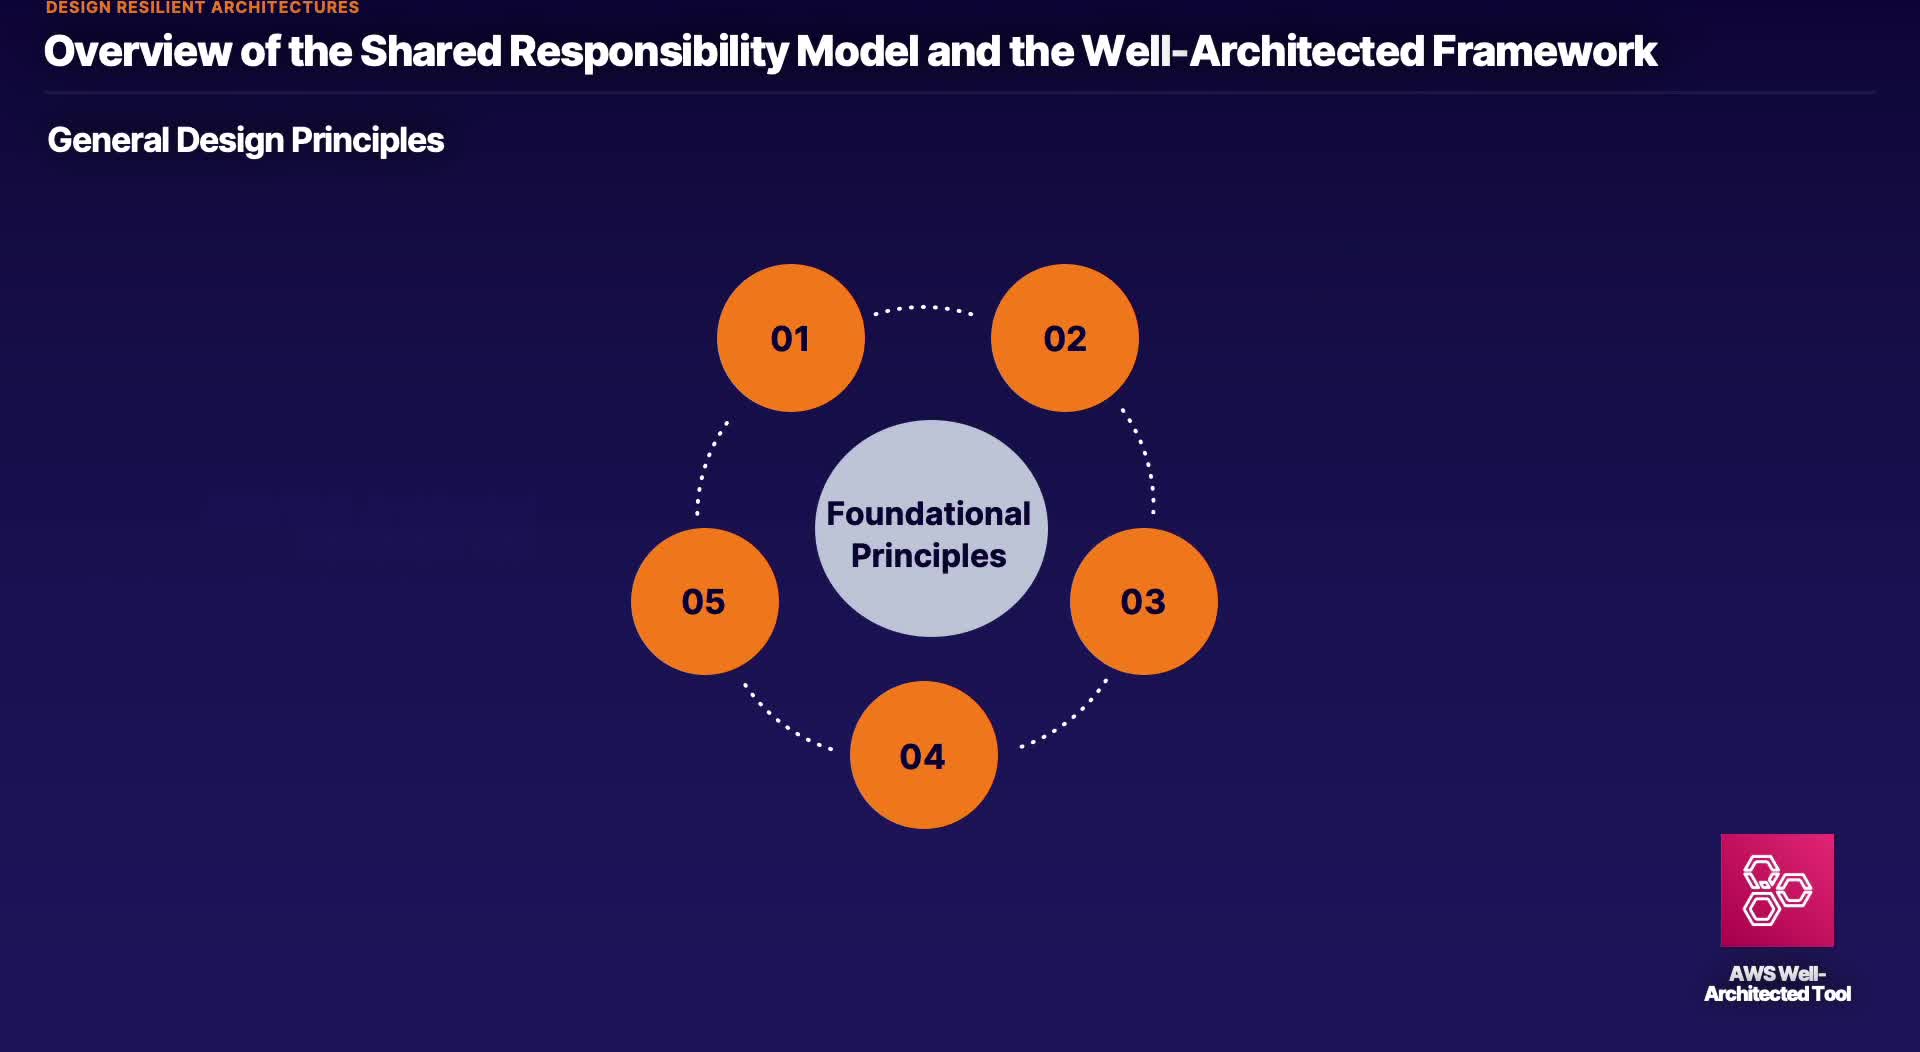 DESIGN RESILIENT ARCHITECTURES
Overview of the Shared Responsibility Model and the Well-Architected Framework
General Design Principles
01
02
Foundational
Principles
05
03
04
AWS Well-
Architected Tool